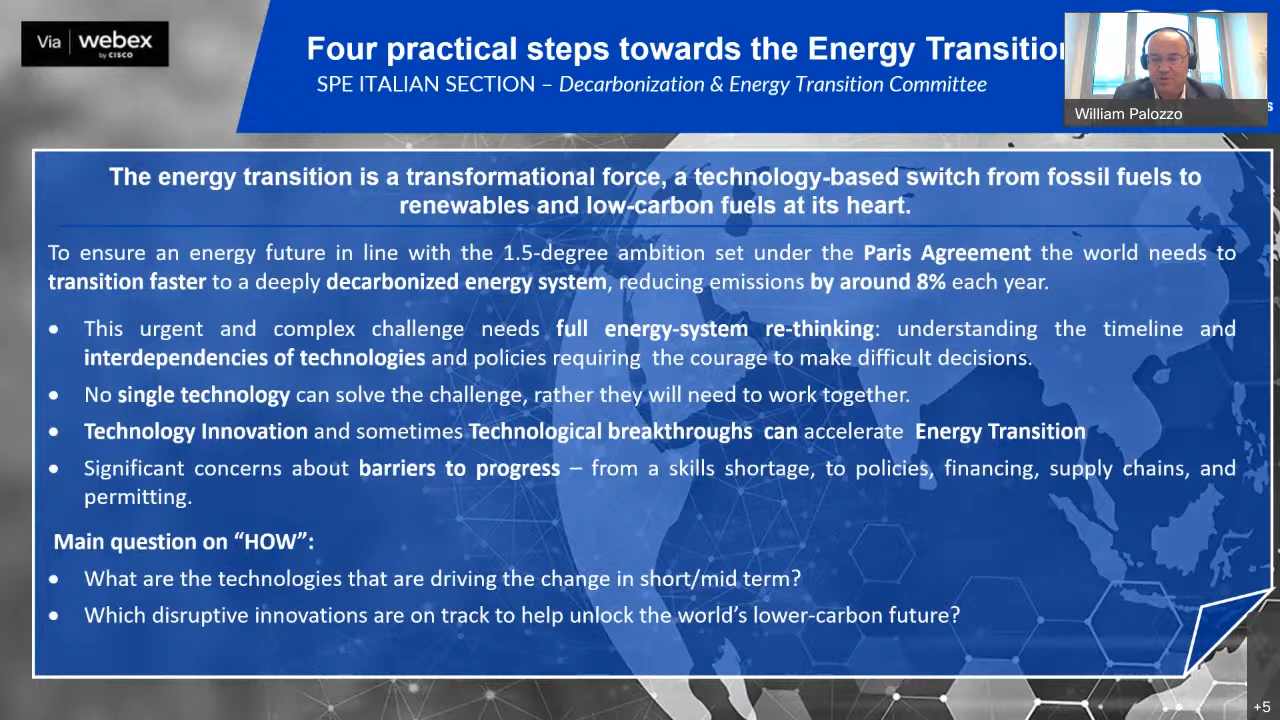 Via webex
by CISCO
Four practical steps towards the Energy Transition
SPE ITALIAN SECTION – Decarbonization & Energy Transition Committee
William Palozzo
The energy transition is a transformational force, a technology-based switch from fossil fuels to
renewables and low-carbon fuels at its heart.
To ensure an energy future in line with the 1.5-degree ambition set under the Paris Agreement the world needs to
transition faster to a deeply decarbonized energy system, reducing emissions by around 8% each year.
• This urgent and complex challenge needs full energy-system re-thinking: understanding the timeline and
interdependencies of technologies and policies requiring the courage to make difficult decisions.
• No single technology can solve the challenge, rather they will need to work together.
• Technology Innovation and sometimes Technological breakthroughs can accelerate Energy Transition
• Significant concerns about barriers to progress – from a skills shortage, to policies, financing, supply chains, and
permitting.
Main question on “HOW”:
• What are the technologies that are driving the change in short/mid term?
• Which disruptive innovations are on track to help unlock the world’s lower-carbon future?
+5